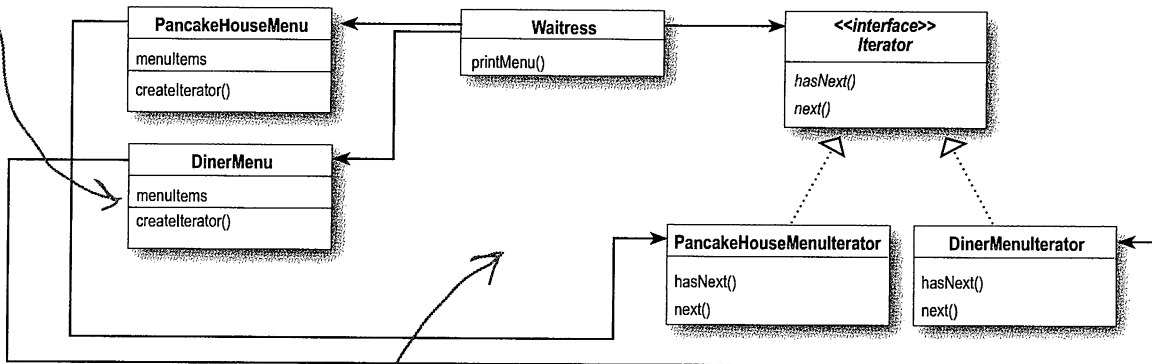 PancakeHouseMenu
menuItems
createIterator()
Waitress
printMenu()
<<interface>>
Iterator
hasNext()
next()
DinerMenu
menuItems
createIterator()
PancakeHouseMenuIterator
hasNext()
next()
DinerMenuIterator
hasNext()
next()